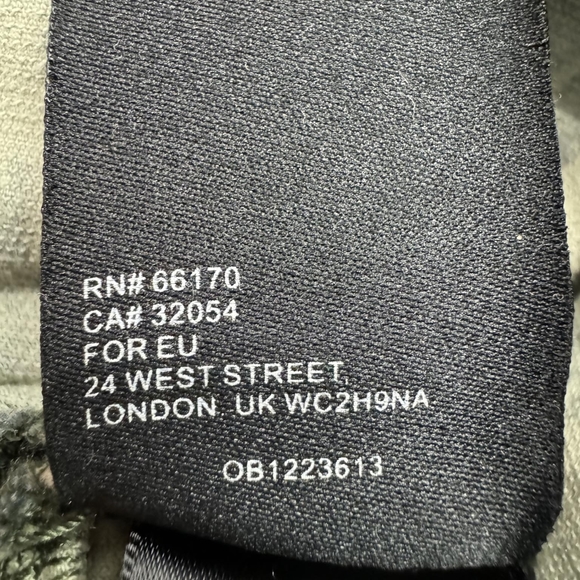 RN# 66170
CA# 32054
FOR EU
24 WEST STREET,
LONDON UK WC2H9NA
OB1223613